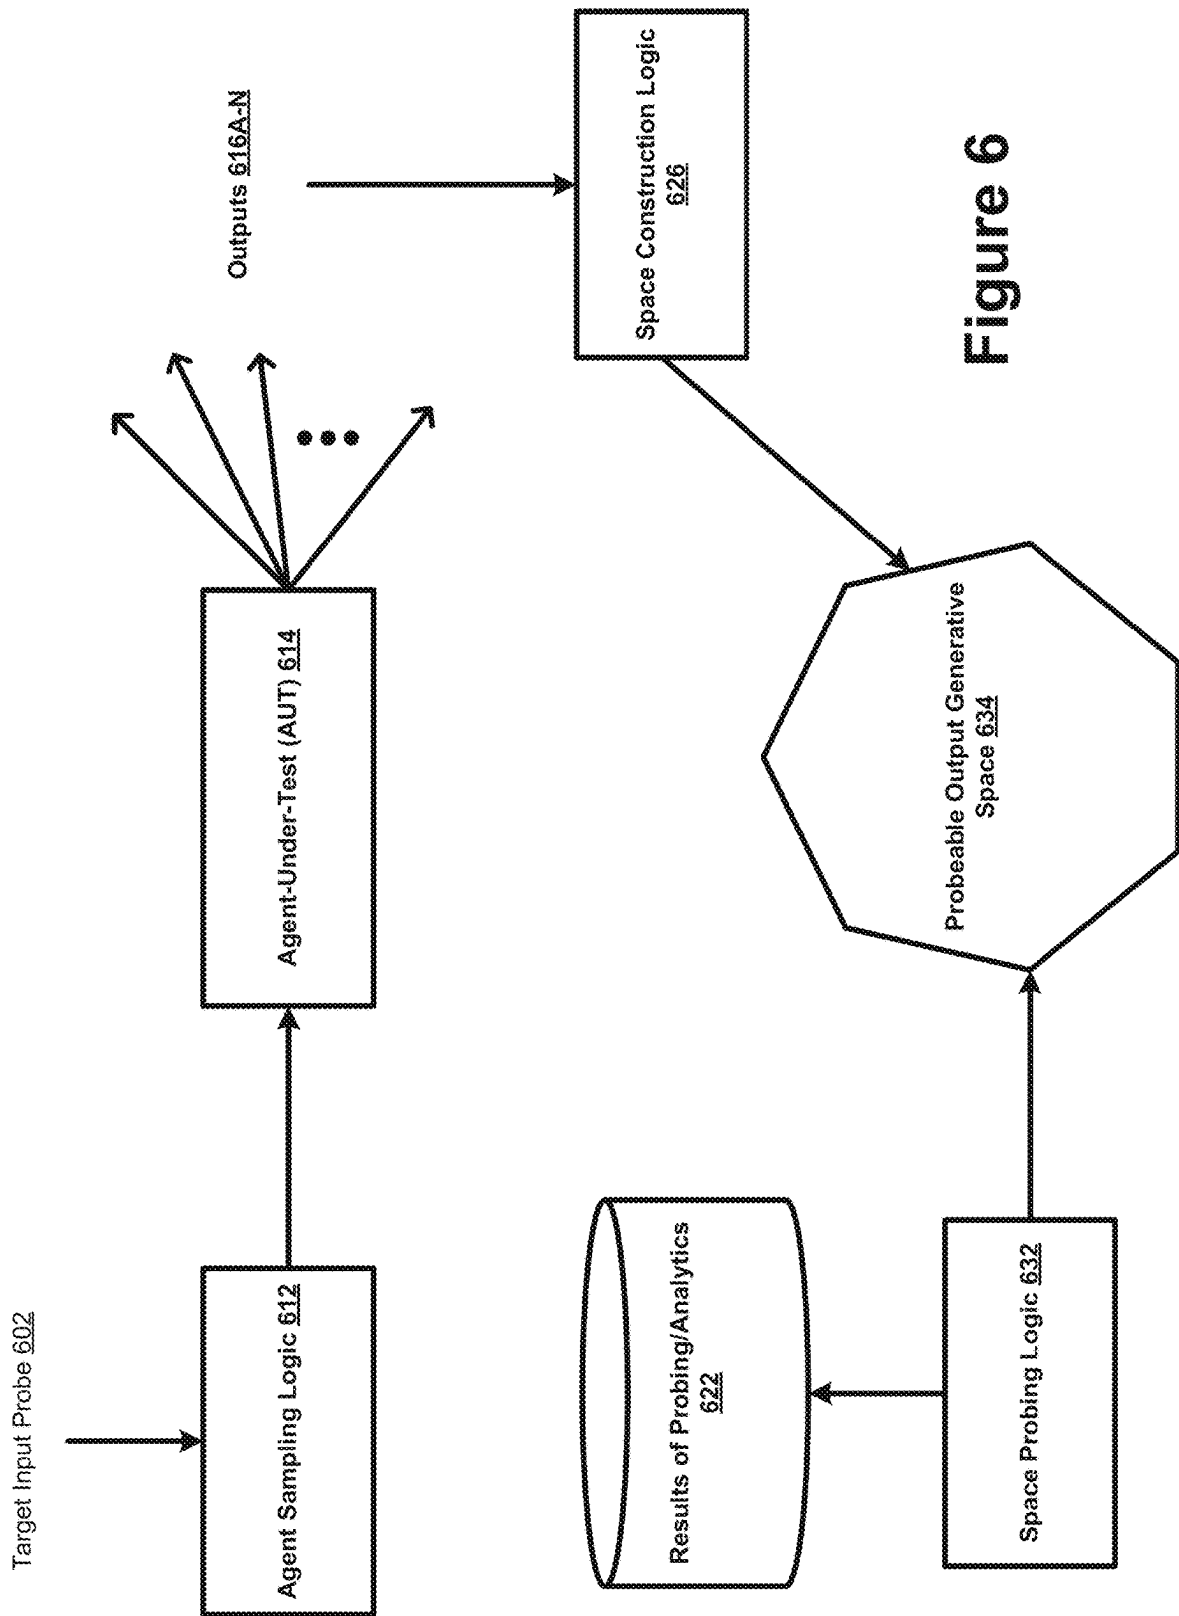 Target Input Probe 602
Agent Sampling Logic 612
Agent-Under-Test (AUT) 614
Outputs 616A-N
Results of Probing/Analytics
622
Space Construction Logic
626
Space Probing Logic 632
Probeable Output Generative
Space 634
Figure 6